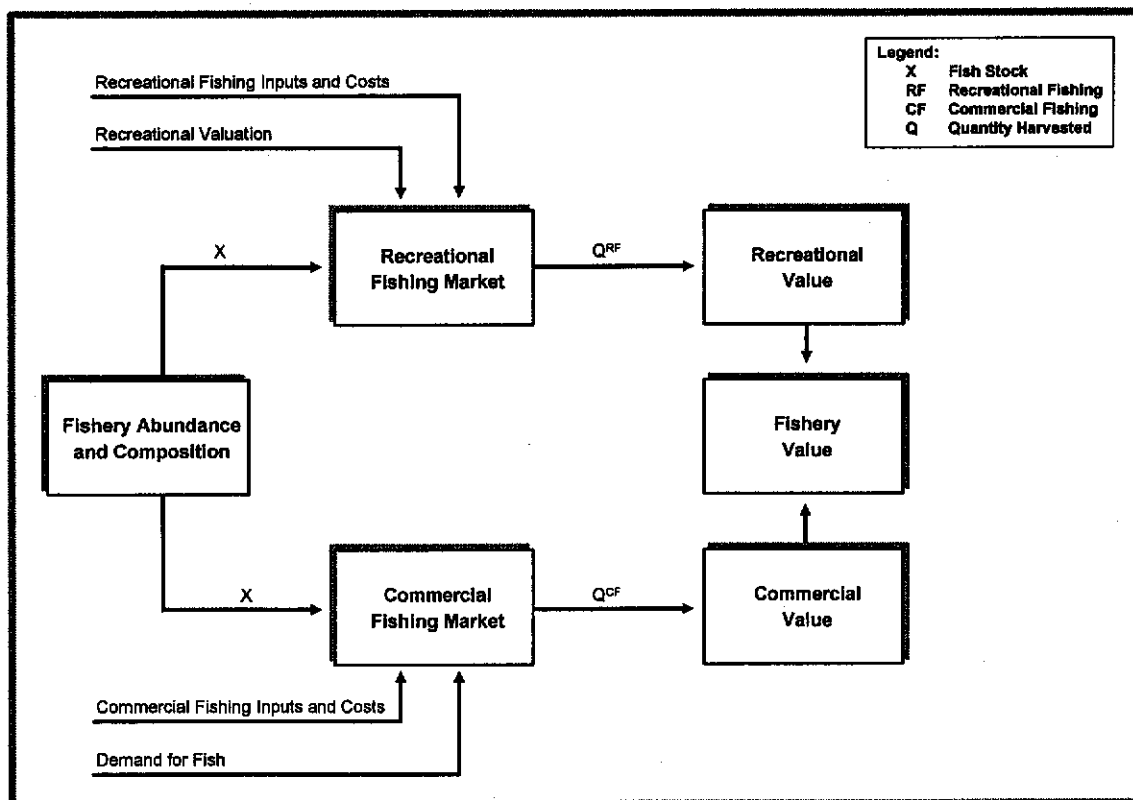 Recreational Fishing Inputs and Costs
Recreational Valuation
Legend:
X Fish Stock
RF Recreational Fishing
CF Commercial Fishing
Q Quantity Harvested
X
Recreational
Fishing Market
Q^RF
Recreational
Value
Fishery Abundance
and Composition
Fishery
Value
X
Commercial
Fishing Market
Q^CF
Commercial
Value
Commercial Fishing Inputs and Costs
Demand for Fish